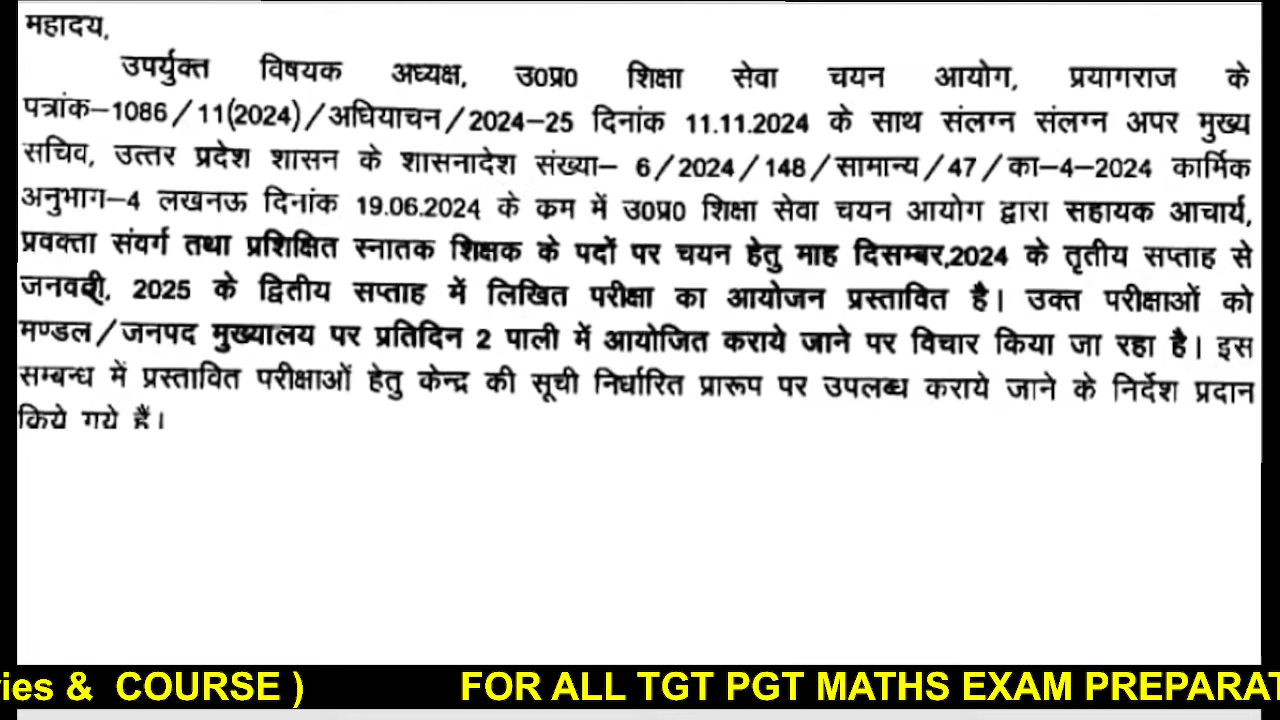 महादय,
उपर्युक्त विषयक अध्यक्ष, उ0प्र0 शिक्षा सेवा चयन आयोग, प्रयागराज के
पत्रांक-1086/11(2024)/अधियाचन/2024-25 दिनांक 11.11.2024 के साथ संलग्न संलग्न अपर मुख्य
सचिव, उत्तर प्रदेश शासन के शासनादेश संख्या- 6/2024/148/सामान्य/47/का-4-2024 कार्मिक
अनुभाग-4 लखनऊ दिनांक 19.06.2024 के क्रम में उ0प्र0 शिक्षा सेवा चयन आयोग द्वारा सहायक आचार्य,
प्रवक्ता संवर्ग तथा प्रशिक्षित स्नातक शिक्षक के पदों पर चयन हेतु माह दिसम्बर,2024 के तृतीय सप्ताह से
जनवरी, 2025 के द्वितीय सप्ताह में लिखित परीक्षा का आयोजन प्रस्तावित है। उक्त परीक्षाओं को
मण्डल/जनपद मुख्यालय पर प्रतिदिन 2 पाली में आयोजित कराये जाने पर विचार किया जा रहा है। इस
सम्बन्ध में प्रस्तावित परीक्षाओं हेतु केन्द्र की सूची निर्धारित प्रारूप पर उपलब्ध कराये जाने के निर्देश प्रदान
किये गये हैं।
ies & COURSE ) FOR ALL TGT PGT MATHS EXAM PREPARAT